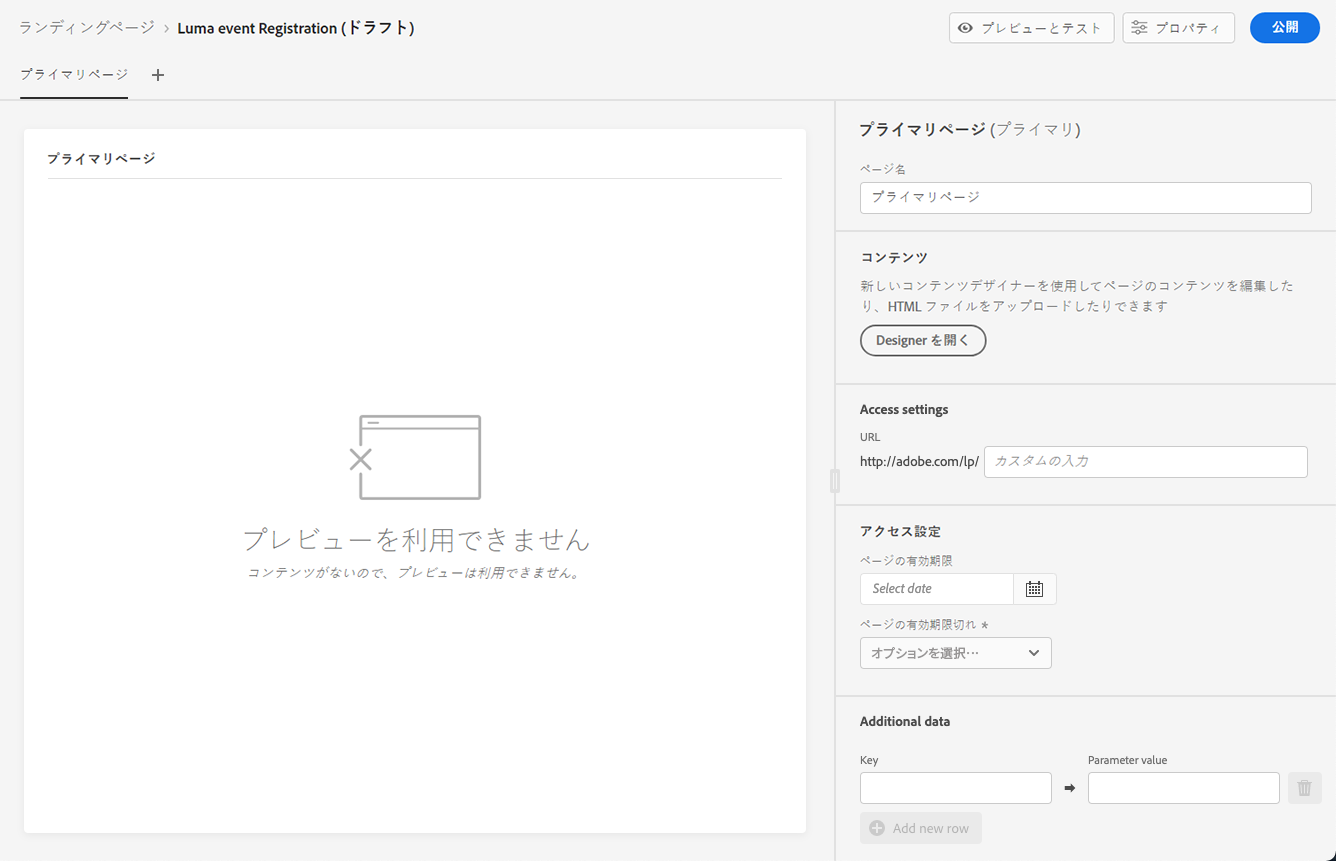 ランディングページ › Luma event Registration (ドラフト)
プレビューとテスト
プロパティ
公開
プライマリページ +
プライマリページ
プレビューを利用できません
コンテンツがないので、プレビューは利用できません。
プライマリページ (プライマリ)
ページ名
プライマリページ
コンテンツ
新しいコンテンツデザイナーを使用してページのコンテンツを編集した
り、HTML ファイルをアップロードしたりできます
Designer を開く
Access settings
URL
http://adobe.com/lp/ カスタムの入力
アクセス設定
ページの有効期限
Select date
ページの有効期限切れ *
オプションを選択…
Additional data
Key
Parameter value
Add new row